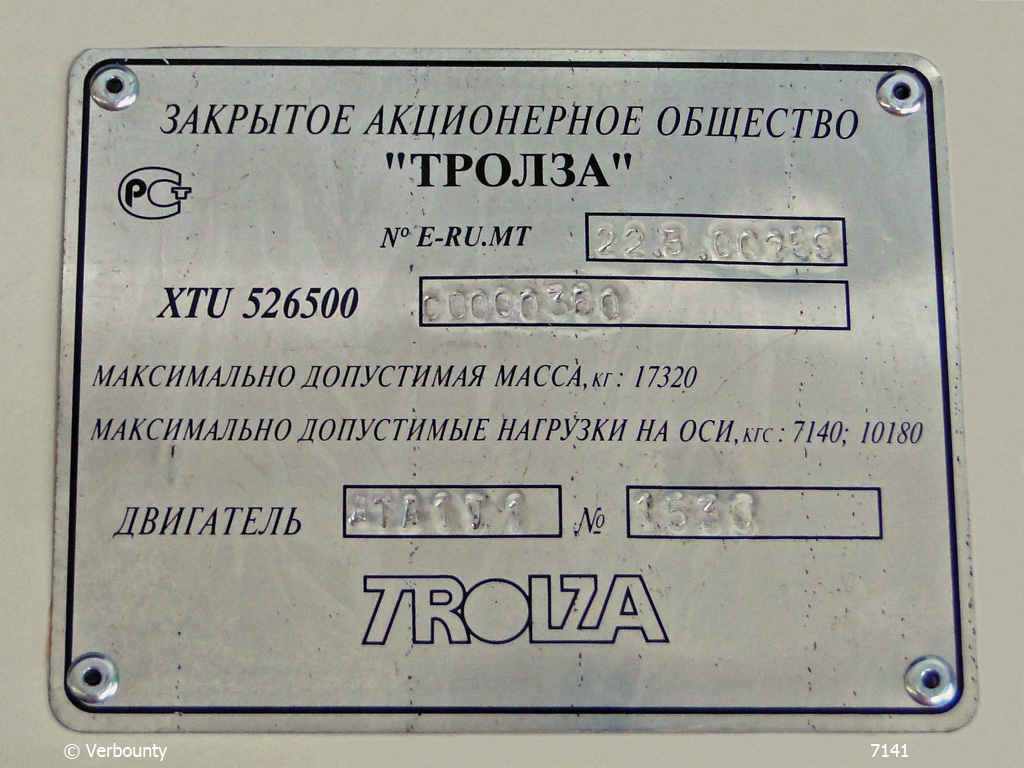 ЗАКРЫТОЕ АКЦИОНЕРНОЕ ОБЩЕСТВО
"ТРОЛЗА"
РСТ
Nº E-RU.MT
XTU 526500
МАКСИМАЛЬНО ДОПУСТИМАЯ МАССА, кг : 17320
МАКСИМАЛЬНО ДОПУСТИМЫЕ НАГРУЗКИ НА ОСИ, кгс : 7140; 10180
ДВИГАТЕЛЬ № 1530
TROLZA
© Verbounty 7141